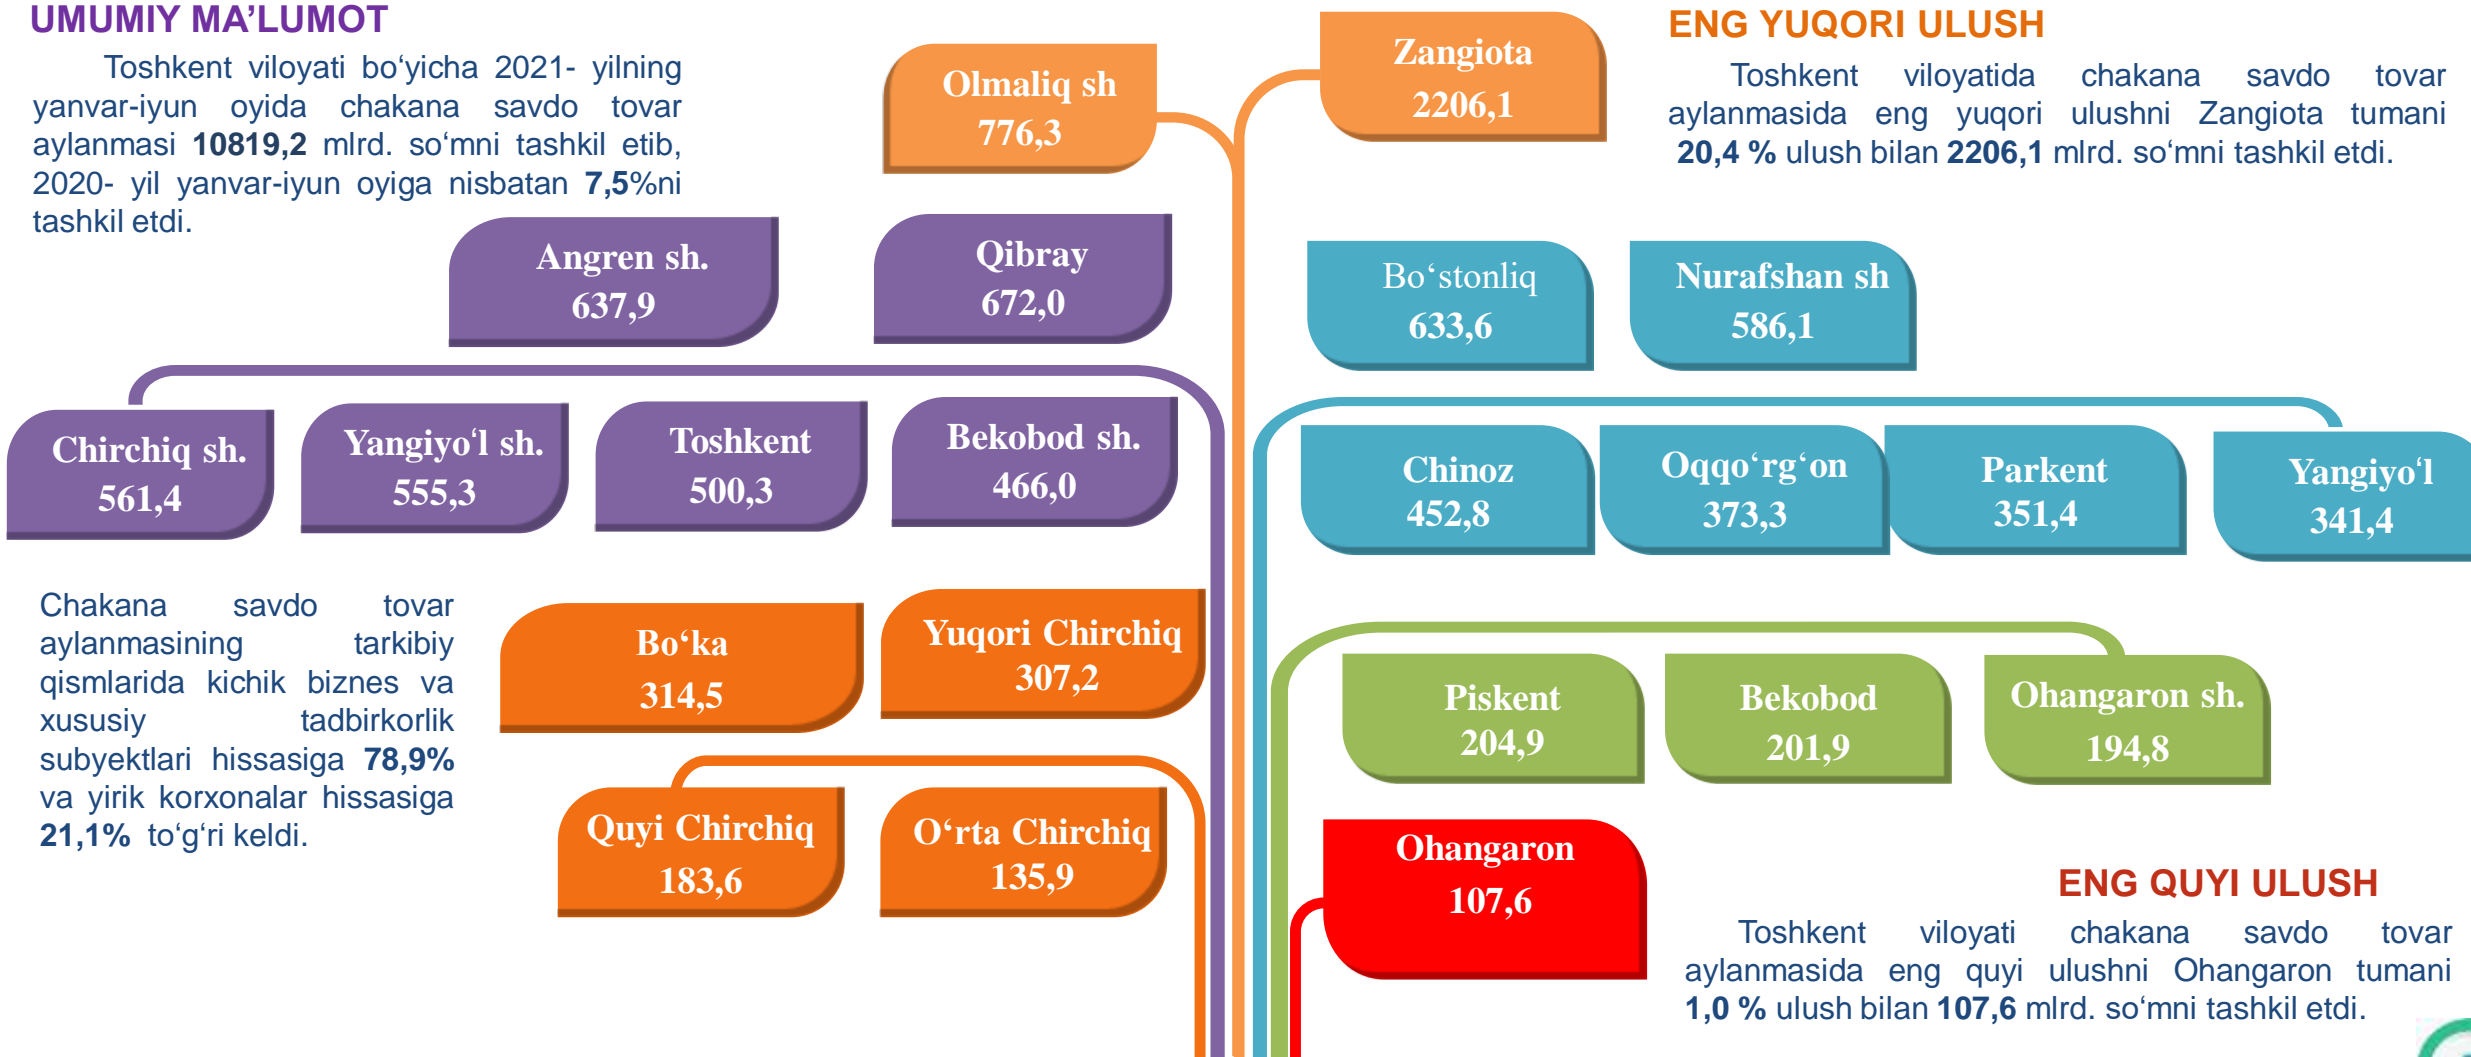 UMUMIY MA’LUMOT
Toshkent viloyati bo‘yicha 2021- yilning
yanvar-iyun oyida chakana savdo tovar
aylanmasi 10819,2 mlrd. so‘mni tashkil etib,
2020- yil yanvar-iyun oyiga nisbatan 7,5%ni
tashkil etdi.
Olmaliq sh
776,3
Zangiota
2206,1
ENG YUQORI ULUSH
Toshkent viloyatida chakana savdo tovar
aylanmasida eng yuqori ulushni Zangiota tumani
20,4 % ulush bilan 2206,1 mlrd. so‘mni tashkil etdi.
Angren sh.
637,9
Qibray
672,0
Bo‘stonliq
633,6
Nurafshan sh
586,1
Chirchiq sh.
561,4
Yangiyo‘l sh.
555,3
Toshkent
500,3
Bekobod sh.
466,0
Chinoz
452,8
Oqqo‘rg‘on
373,3
Parkent
351,4
Yangiyo‘l
341,4
Chakana savdo tovar
aylanmasining tarkibiy
qismlarida kichik biznes va
xususiy tadbirkorlik
subyektlari hissasiga 78,9%
va yirik korxonalar hissasiga
21,1% to‘g‘ri keldi.
Bo‘ka
314,5
Yuqori Chirchiq
307,2
Piskent
204,9
Bekobod
201,9
Ohangaron sh.
194,8
Quyi Chirchiq
183,6
O‘rta Chirchiq
135,9
Ohangaron
107,6
ENG QUYI ULUSH
Toshkent viloyati chakana savdo tovar
aylanmasida eng quyi ulushni Ohangaron tumani
1,0 % ulush bilan 107,6 mlrd. so‘mni tashkil etdi.